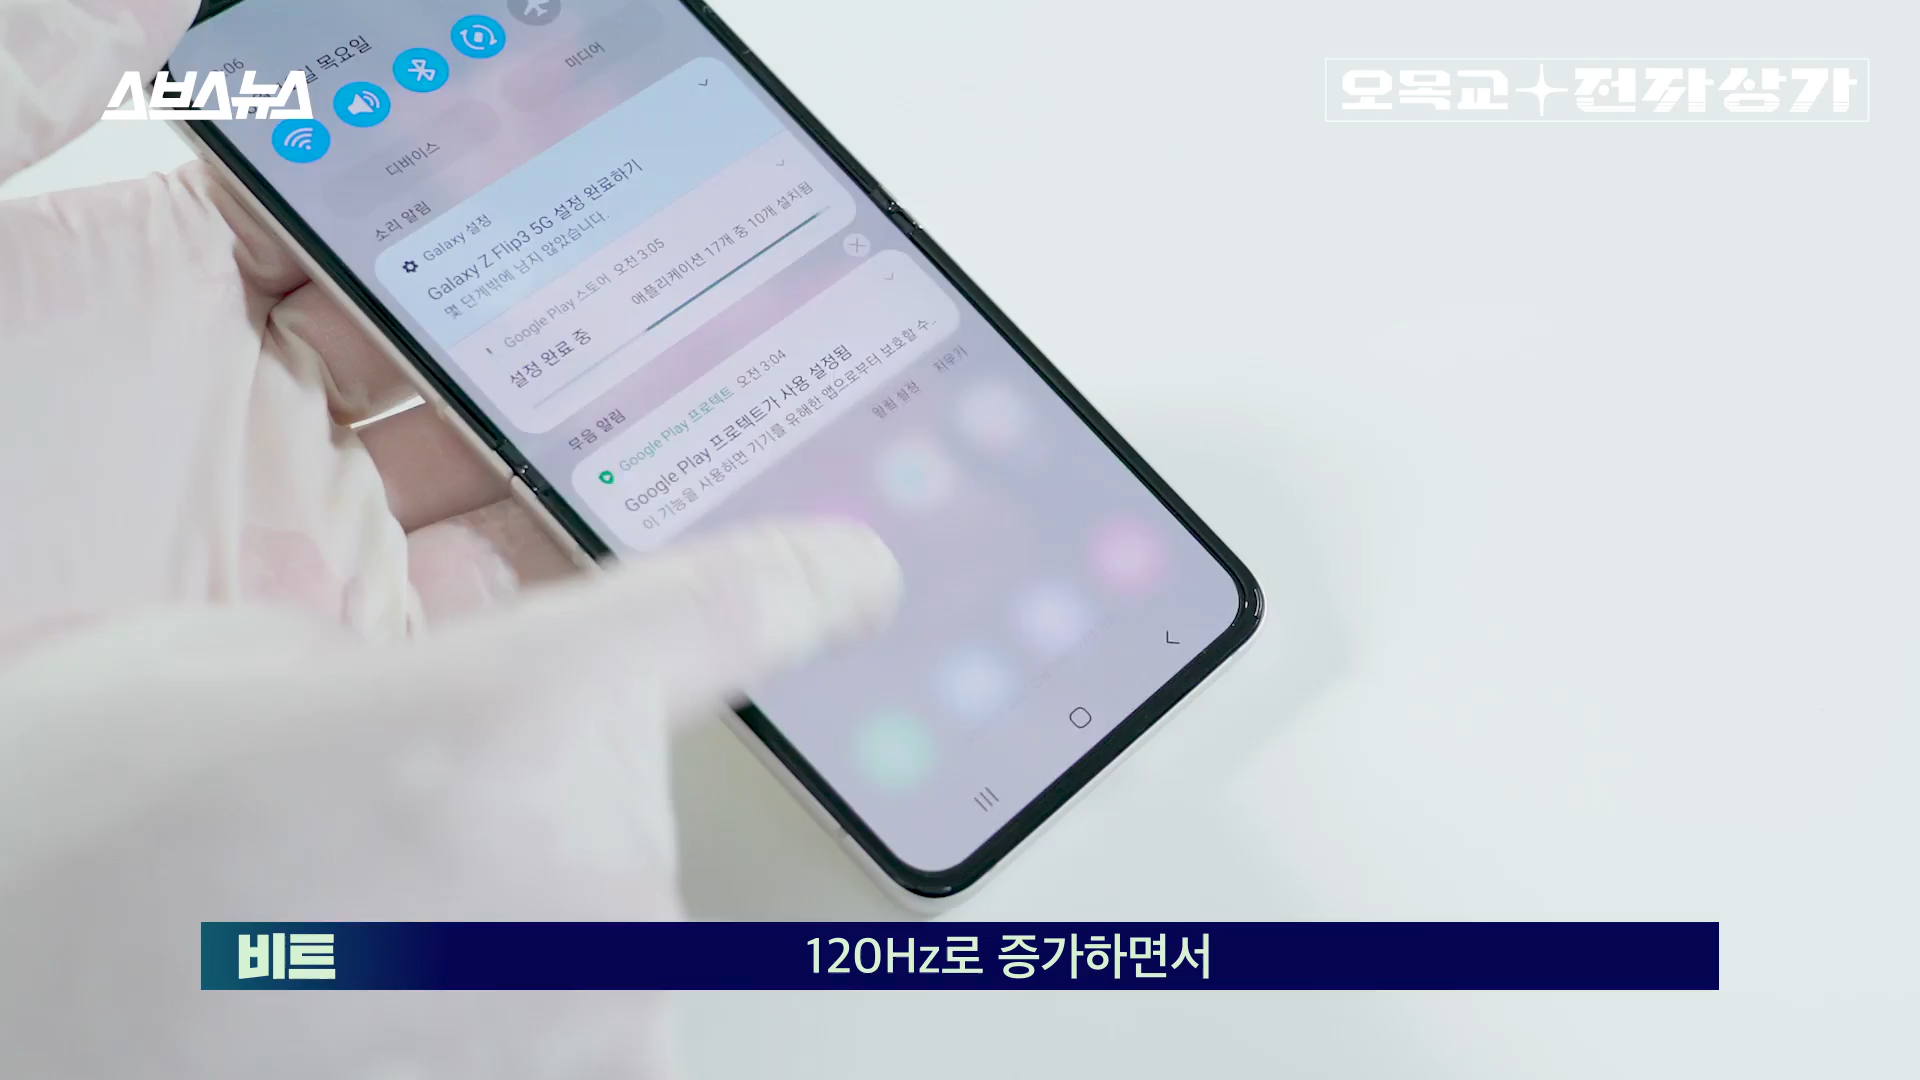 스브스뉴스
오목교 전자상가
목요일
미디어
디바이스
소리 알림
Galaxy 설정
Galaxy Z Flip3 5G 설정 완료하기
몇 단계밖에 남지 않았습니다.
Google Play 스토어 오전 3:05
설정 완료 중
애플리케이션 17개 중 10개 설치됨
무음 알림
Google Play 프로텍트 오전 3:04
Google Play 프로텍트가 사용 설정됨
이 기능을 사용하면 기기를 유해한 앱으로부터 보호할 수...
알림 설정
지우기
비트
120Hz로 증가하면서